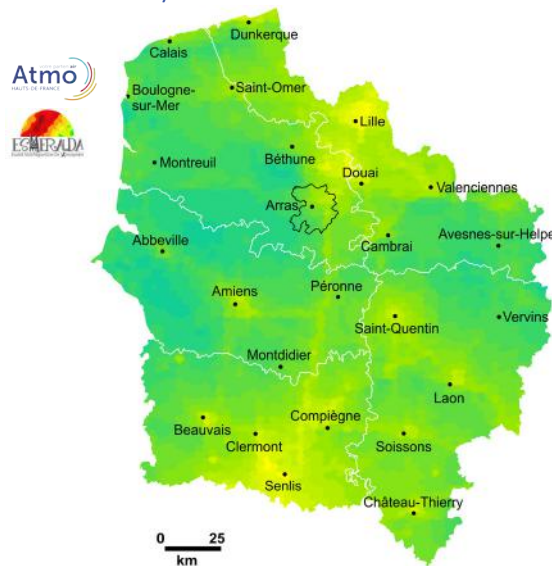 Dunkerque
Calais
Atmo
HAUTS-DE-FRANCE
Boulogne-
sur-Mer
Saint-Omer
Lille
ESMERALDA
Montreuil
Béthune
Douai
Valenciennes
Arras
Abbeville
Cambrai
Avesnes-sur-Helpe
Amiens
Péronne
Saint-Quentin
Vervins
Montdidier
Laon
Beauvais
Compiègne
Clermont
Soissons
Senlis
Château-Thierry
0 25
km